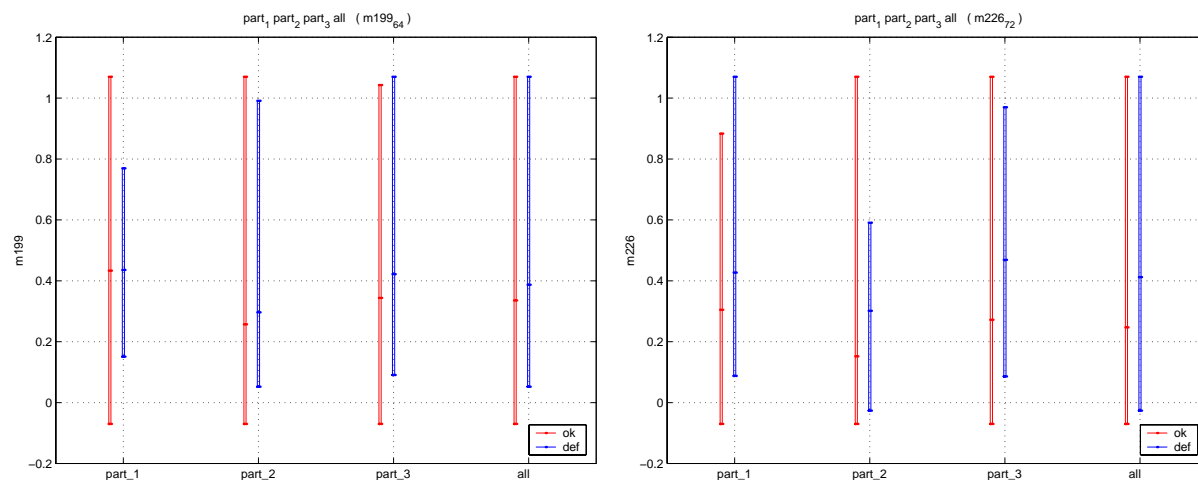 part₁ part₂ part₃ all ( m199₆₄)
1.2
1
0.8
0.6
0.4
0.2
0
−0.2
m199
part_1 part_2 part_3 all
ok
def
part₁ part₂ part₃ all ( m226₇₂)
1.2
1
0.8
0.6
0.4
0.2
0
−0.2
m226
part_1 part_2 part_3 all
ok
def